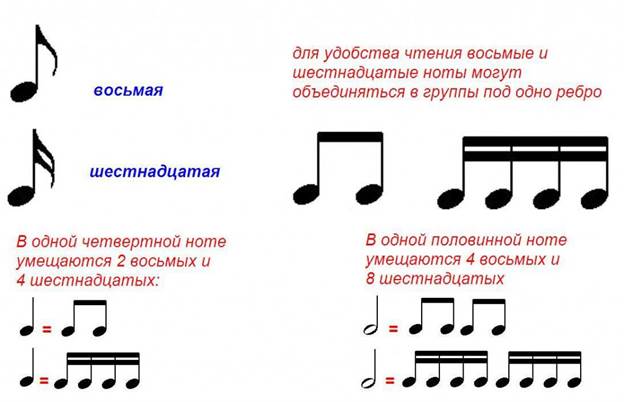 восьмая
для удобства чтения восьмые и
шестнадцатые ноты могут
объединяться в группы под одно ребро
шестнадцатая
В одной четвертной ноте
умещаются 2 восьмых и
4 шестнадцатых:
=
=
В одной половинной ноте
умещаются 4 восьмых и
8 шестнадцатых
=
=